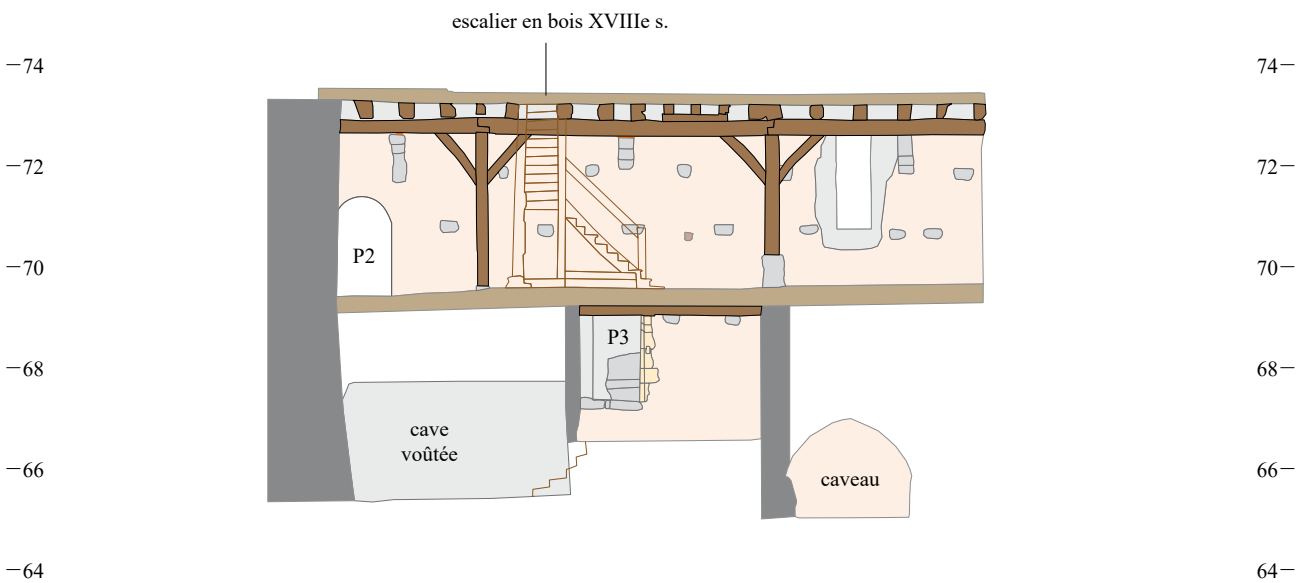 escalier en bois XVIIIe s.
74 74
72 72
P2
70 70
P3
68 68
cave
voûtée
66 66
caveau
64 64